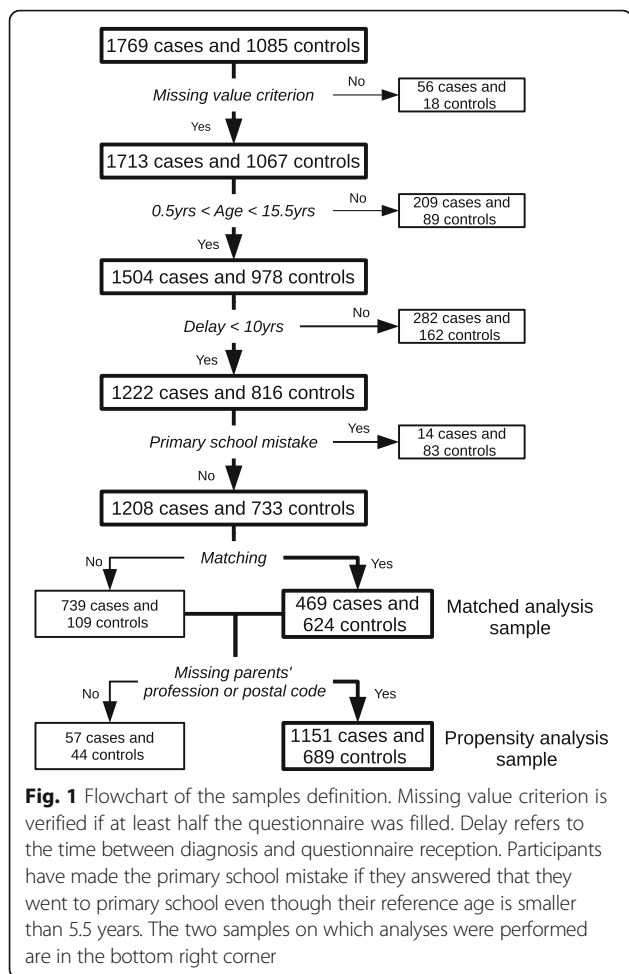 1769 cases and 1085 controls
No
56 cases and
18 controls
Missing value criterion
Yes
1713 cases and 1067 controls
No
209 cases and
89 controls
0.5yrs < Age < 15.5yrs
Yes
1504 cases and 978 controls
No
282 cases and
162 controls
Delay < 10yrs
Yes
1222 cases and 816 controls
Yes
14 cases and
83 controls
Primary school mistake
No
1208 cases and 733 controls
Matching
No
Yes
739 cases and
109 controls
469 cases and
624 controls
Matched analysis
sample
Missing parents'
profession or postal code
No
Yes
57 cases and
44 controls
1151 cases and
689 controls
Propensity analysis
sample
Fig. 1 Flowchart of the samples definition. Missing value criterion is
verified if at least half the questionnaire was filled. Delay refers to
the time between diagnosis and questionnaire reception. Participants
have made the primary school mistake if they answered that they
went to primary school even though their reference age is smaller
than 5.5 years. The two samples on which analyses were performed
are in the bottom right corner